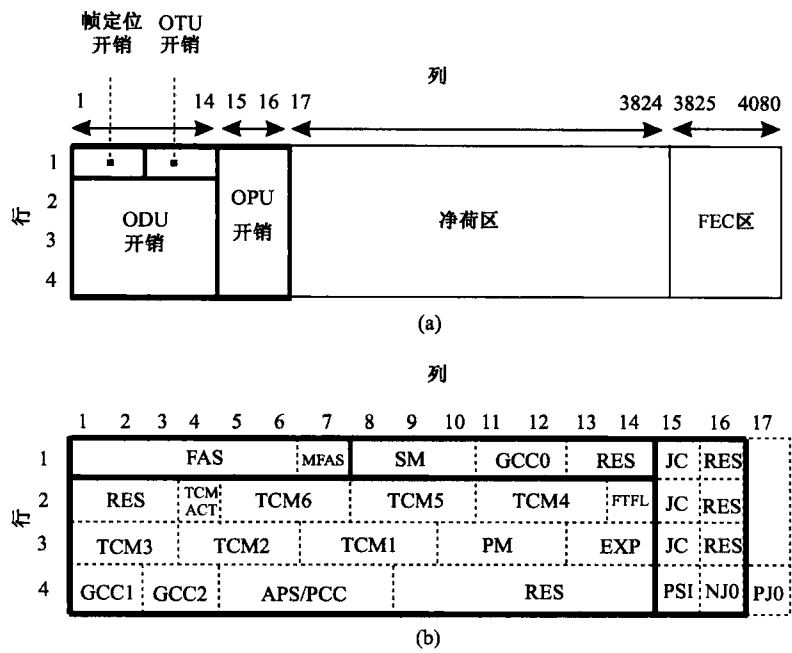 帧定位 OTU
开销 开销
列
1 14 15 16 17 3824 3825 4080
1
2
3
4
行
ODU
开销
OPU
开销
净荷区
FEC区
(a)
列
1 2 3 4 5 6 7 8 9 10 11 12 13 14 15 16 17
行
1 FAS MFAS SM GCC0 RES JC RES
2 RES TCM ACT TCM6 TCM5 TCM4 FTFL JC RES
3 TCM3 TCM2 TCM1 PM EXP JC RES
4 GCC1 GCC2 APS/PCC RES PSI NJ0 PJ0
(b)